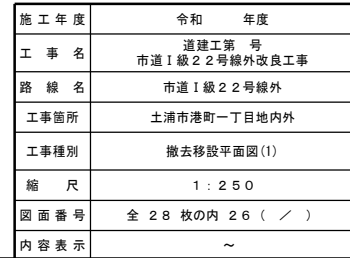 施工年度 令和 年度
工事名 道建工第 号
市道Ⅰ級22号線外改良工事
路線名 市道Ⅰ級22号線外
工事箇所 土浦市港町一丁目地内外
工事種別 撤去移設平面図(1)
縮尺 1:250
図面番号 全 28 枚の内 26 ( / )
内容表示 ~